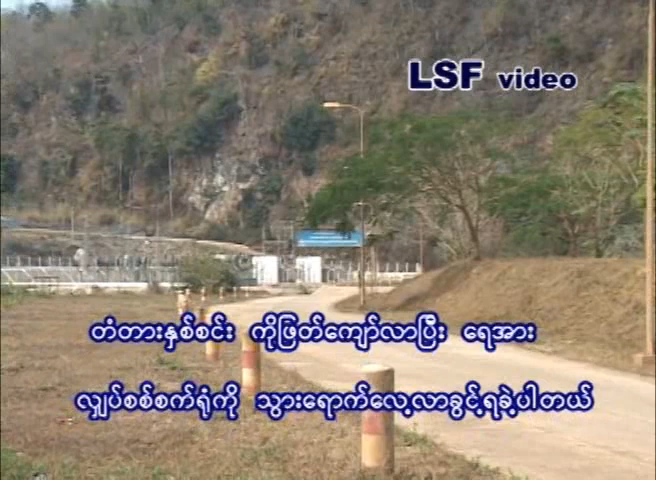 LSF video
တံတားနှစ်စင်း ကိုဖြတ်ကျော်လာပြီး ရေအား
လျှပ်စစ်စက်ရုံကို သွားရောက်လေ့လာခွင့်ရခဲ့ပါတယ်